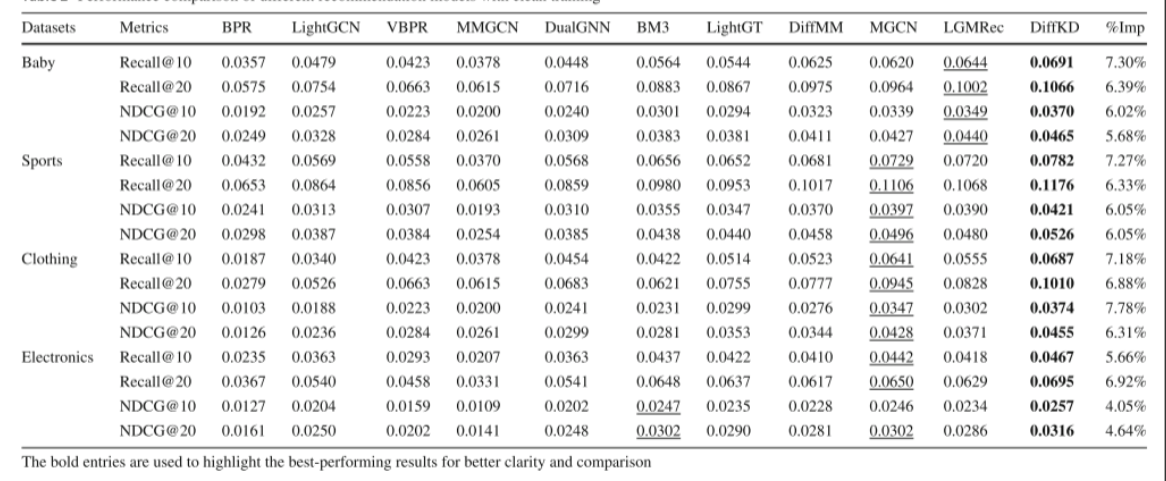 Datasets Metrics BPR LightGCN VBPR MMGCN DualGNN BM3 LightGT DiffMM MGCN LGMRec DiffKD %Imp
Baby Recall@10 0.0357 0.0479 0.0423 0.0378 0.0448 0.0564 0.0544 0.0625 0.0620 0.0644 0.0691 7.30%
Recall@20 0.0575 0.0754 0.0663 0.0615 0.0716 0.0883 0.0867 0.0975 0.0964 0.1002 0.1066 6.39%
NDCG@10 0.0192 0.0257 0.0223 0.0200 0.0240 0.0301 0.0294 0.0323 0.0339 0.0349 0.0370 6.02%
NDCG@20 0.0249 0.0328 0.0284 0.0261 0.0309 0.0383 0.0381 0.0411 0.0427 0.0440 0.0465 5.68%
Sports Recall@10 0.0432 0.0569 0.0558 0.0370 0.0568 0.0656 0.0652 0.0681 0.0729 0.0720 0.0782 7.27%
Recall@20 0.0653 0.0864 0.0856 0.0605 0.0859 0.0980 0.0953 0.1017 0.1106 0.1068 0.1176 6.33%
NDCG@10 0.0241 0.0313 0.0307 0.0193 0.0310 0.0355 0.0347 0.0370 0.0397 0.0390 0.0421 6.05%
NDCG@20 0.0298 0.0387 0.0384 0.0254 0.0385 0.0438 0.0440 0.0458 0.0496 0.0480 0.0526 6.05%
Clothing Recall@10 0.0187 0.0340 0.0423 0.0378 0.0454 0.0422 0.0514 0.0523 0.0641 0.0555 0.0687 7.18%
Recall@20 0.0279 0.0526 0.0663 0.0615 0.0683 0.0621 0.0755 0.0777 0.0945 0.0828 0.1010 6.88%
NDCG@10 0.0103 0.0188 0.0223 0.0200 0.0241 0.0231 0.0299 0.0276 0.0347 0.0302 0.0374 7.78%
NDCG@20 0.0126 0.0236 0.0284 0.0261 0.0299 0.0281 0.0353 0.0344 0.0428 0.0371 0.0455 6.31%
Electronics Recall@10 0.0235 0.0363 0.0293 0.0207 0.0363 0.0437 0.0422 0.0410 0.0442 0.0418 0.0467 5.66%
Recall@20 0.0367 0.0540 0.0458 0.0331 0.0541 0.0648 0.0637 0.0617 0.0650 0.0629 0.0695 6.92%
NDCG@10 0.0127 0.0204 0.0159 0.0109 0.0202 0.0247 0.0235 0.0228 0.0246 0.0234 0.0257 4.05%
NDCG@20 0.0161 0.0250 0.0202 0.0141 0.0248 0.0302 0.0290 0.0281 0.0302 0.0286 0.0316 4.64%
The bold entries are used to highlight the best-performing results for better clarity and comparison